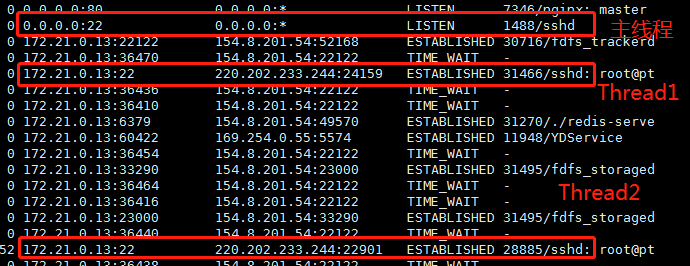 0 0.0.0.0:80 0.0.0.0:* LISTEN 7346/nginx: master
0 0.0.0.0:22 0.0.0.0:* LISTEN 1488/sshd 主线程
0 172.21.0.13:22122 154.8.201.54:52168 ESTABLISHED 30716/fdfs_trackerd
0 172.21.0.13:36470 154.8.201.54:22122 TIME_WAIT -
0 172.21.0.13:22 220.202.233.244:24159 ESTABLISHED 31466/sshd: root@pt
0 172.21.0.13:36436 154.8.201.54:22122 TIME_WAIT - Thread1
0 172.21.0.13:36410 154.8.201.54:22122 TIME_WAIT -
0 172.21.0.13:6379 154.8.201.54:49570 ESTABLISHED 31270/./redis-serve
0 172.21.0.13:60422 169.254.0.55:5574 ESTABLISHED 11948/YDService
0 172.21.0.13:36454 154.8.201.54:22122 TIME_WAIT -
0 172.21.0.13:33290 154.8.201.54:23000 ESTABLISHED 31495/fdfs_storaged
0 172.21.0.13:36464 154.8.201.54:22122 TIME_WAIT - Thread2
0 172.21.0.13:36416 154.8.201.54:22122 TIME_WAIT -
0 172.21.0.13:23000 154.8.201.54:33290 ESTABLISHED 31495/fdfs_storaged
0 172.21.0.13:36440 154.8.201.54:22122 TIME_WAIT -
52 172.21.0.13:22 220.202.233.244:22901 ESTABLISHED 28885/sshd: root@pt
0 172.21.0.13:36438 154.8.201.54:22122 TIME_WAIT -